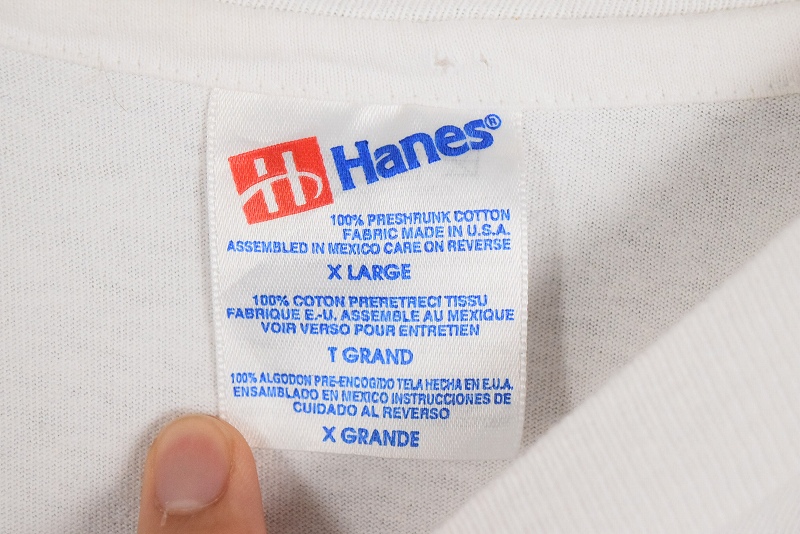 Hanes®
100% PRESHRUNK COTTON
FABRIC MADE IN U.S.A.
ASSEMBLED IN MEXICO CARE ON REVERSE
X LARGE
100% COTON PRERETRECI TISSU
FABRIQUE E.-U. ASSEMBLE AU MEXIQUE
VOIR VERSO POUR ENTRETIEN
T GRAND
100% ALGODON PRE-ENCOGIDO TELA HECHA EN E.U.A.
ENSAMBLADO EN MEXICO INSTRUCCIONES DE
CUIDADO AL REVERSO
X GRANDE